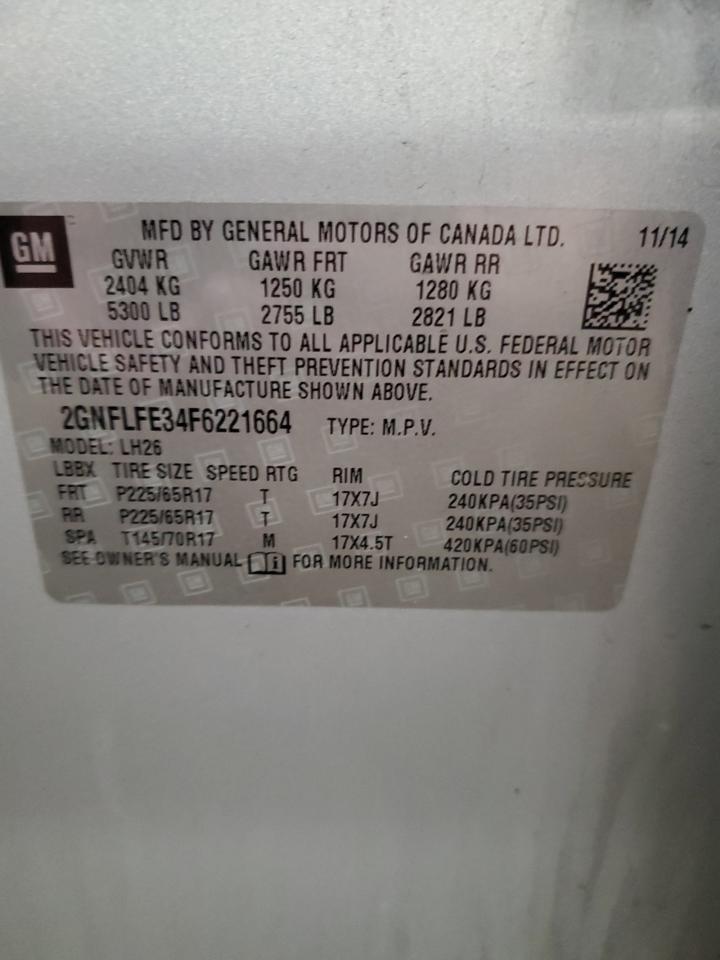 GM
MFD BY GENERAL MOTORS OF CANADA LTD. 11/14
GVWR GAWR FRT GAWR RR
2404 KG 1250 KG 1280 KG
5300 LB 2755 LB 2821 LB
THIS VEHICLE CONFORMS TO ALL APPLICABLE U.S. FEDERAL MOTOR
VEHICLE SAFETY AND THEFT PREVENTION STANDARDS IN EFFECT ON
THE DATE OF MANUFACTURE SHOWN ABOVE.
2GNFLFE34F6221664 TYPE: M.P.V.
MODEL: LH26
LBBX TIRE SIZE SPEED RTG RIM COLD TIRE PRESSURE
FRT P225/65R17 T 17X7J 240KPA(35PSI)
RR P225/65R17 T 17X7J 240KPA(35PSI)
SPA T145/70R17 M 17X4.5T 420KPA(60PSI)
SEE OWNER'S MANUAL FOR MORE INFORMATION.